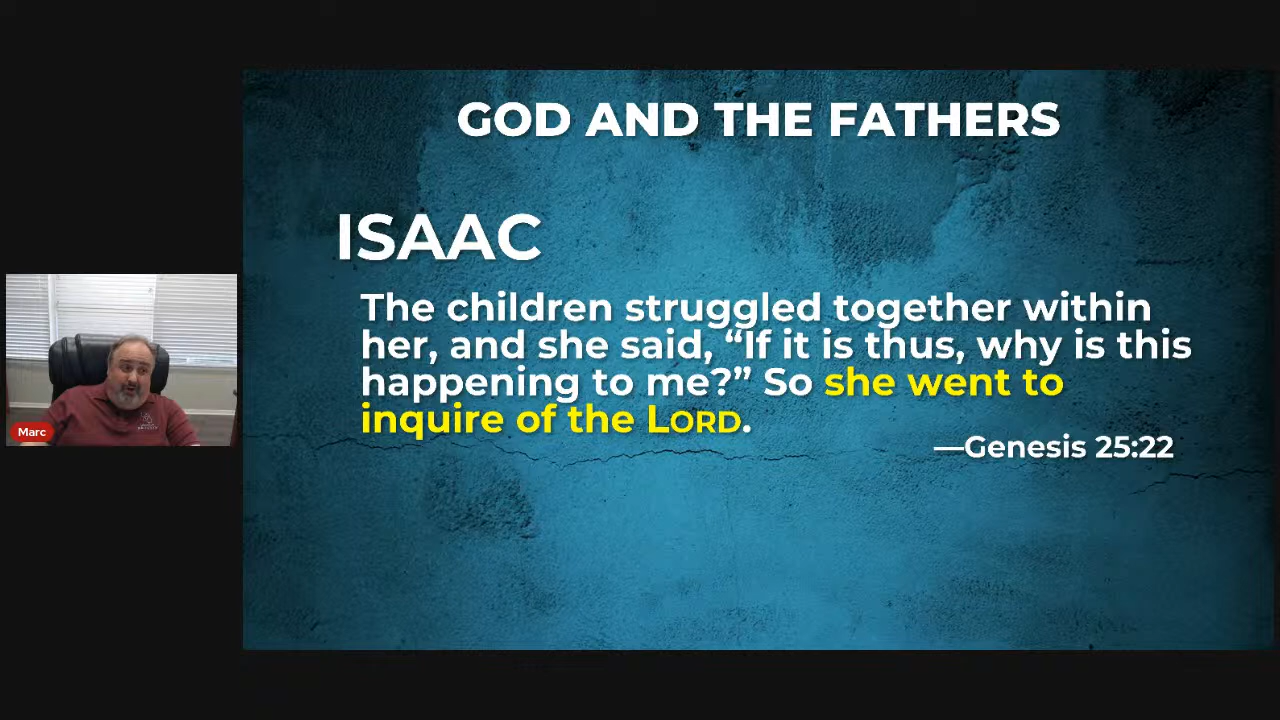 GOD AND THE FATHERS
ISAAC
The children struggled together within
her, and she said, “If it is thus, why is this
happening to me?” So she went to
inquire of the LORD.
—Genesis 25:22
Marc